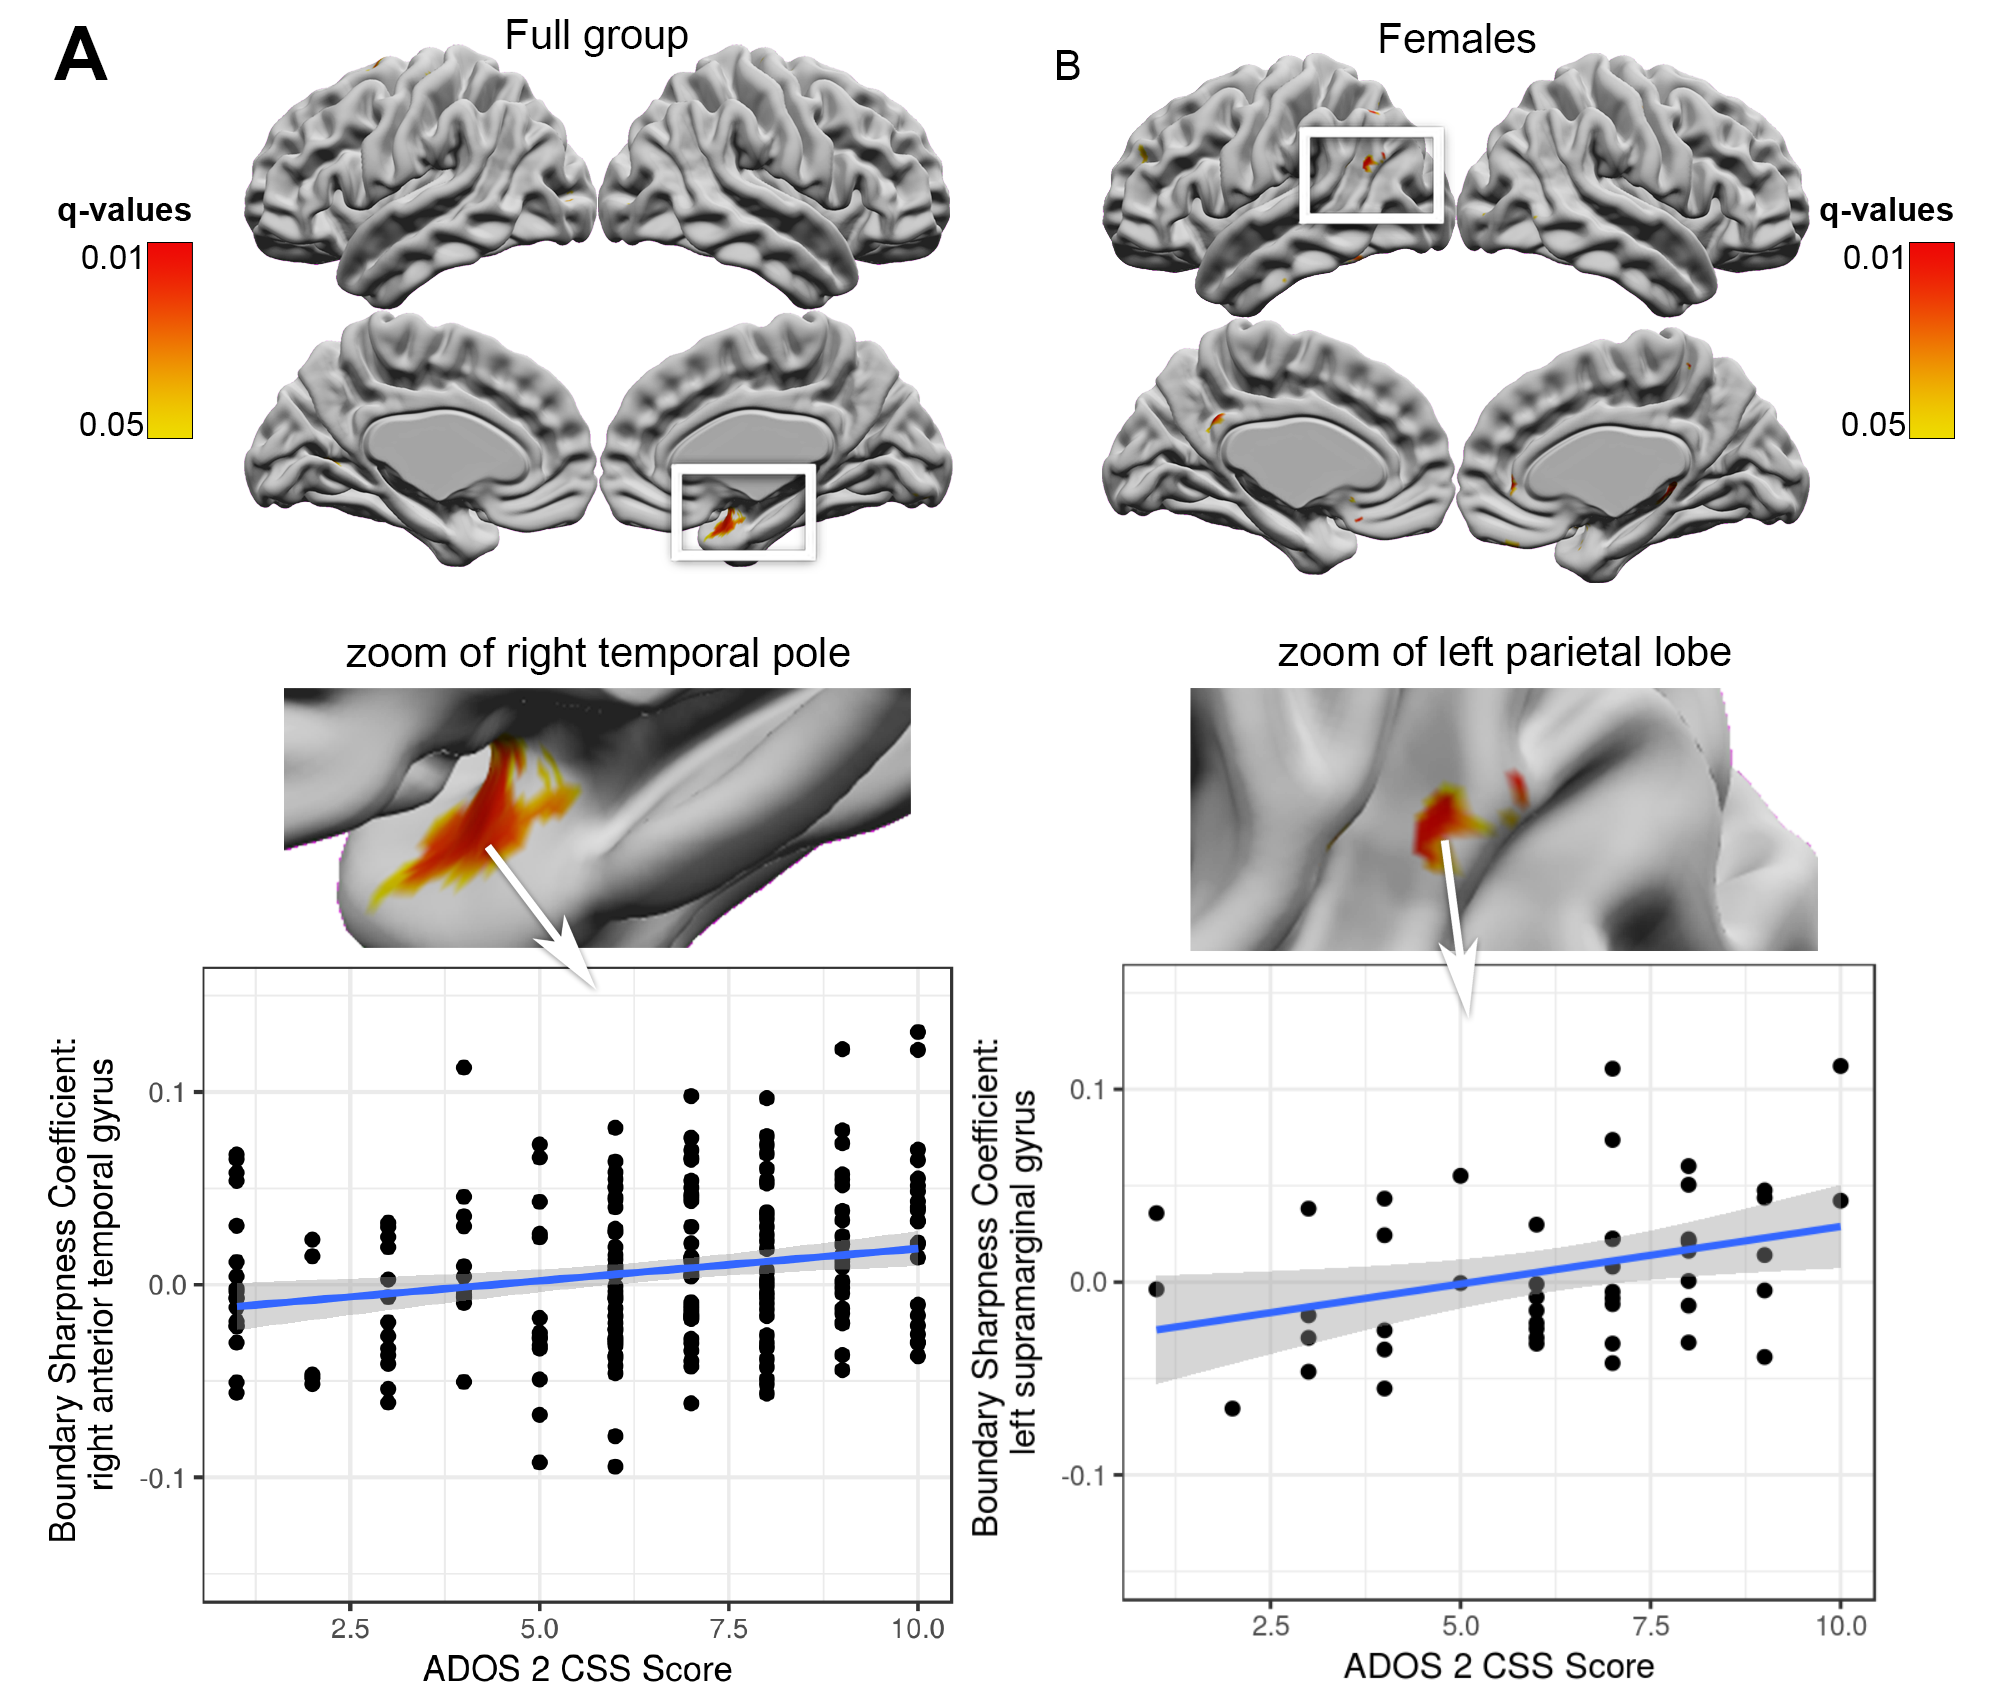 A
Full group
q-values
0.01
0.05
zoom of right temporal pole
Boundary Sharpness Coefficient:
right anterior temporal gyrus
0.1
0.0
-0.1
2.5
5.0
7.5
10.0
ADOS 2 CSS Score
B
Females
q-values
0.01
0.05
zoom of left parietal lobe
Boundary Sharpness Coefficient:
left supramarginal gyrus
0.1
0.0
-0.1
2.5
5.0
7.5
10.0
ADOS 2 CSS Score